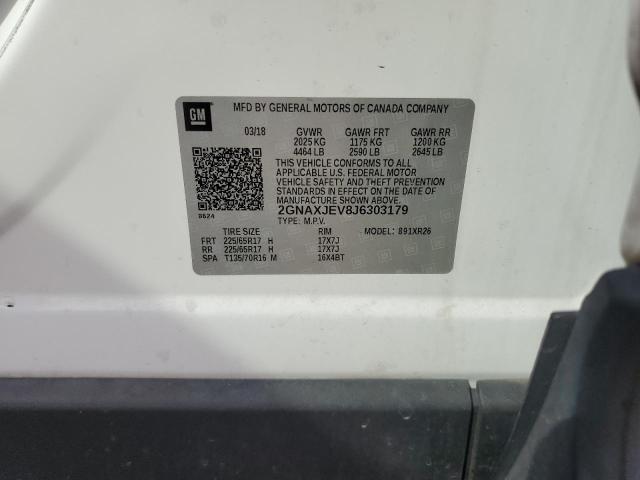 GM
MFD BY GENERAL MOTORS OF CANADA COMPANY
03/18 GVWR GAWR FRT GAWR RR
2025 KG 1175 KG 1200 KG
4464 LB 2590 LB 2645 LB
THIS VEHICLE CONFORMS TO ALL
APPLICABLE U.S. FEDERAL MOTOR
VEHICLE SAFETY AND THEFT PREVENTION
STANDARDS IN EFFECT ON THE DATE OF
MANUFACTURE SHOWN ABOVE.
8624 2GNAXJEV8J6303179
TYPE: M.P.V.
TIRE SIZE RIM MODEL: 891XR26
FRT 225/65R17 H 17X7J
RR 225/65R17 H 17X7J
SPA T135/70R16 M 16X4BT